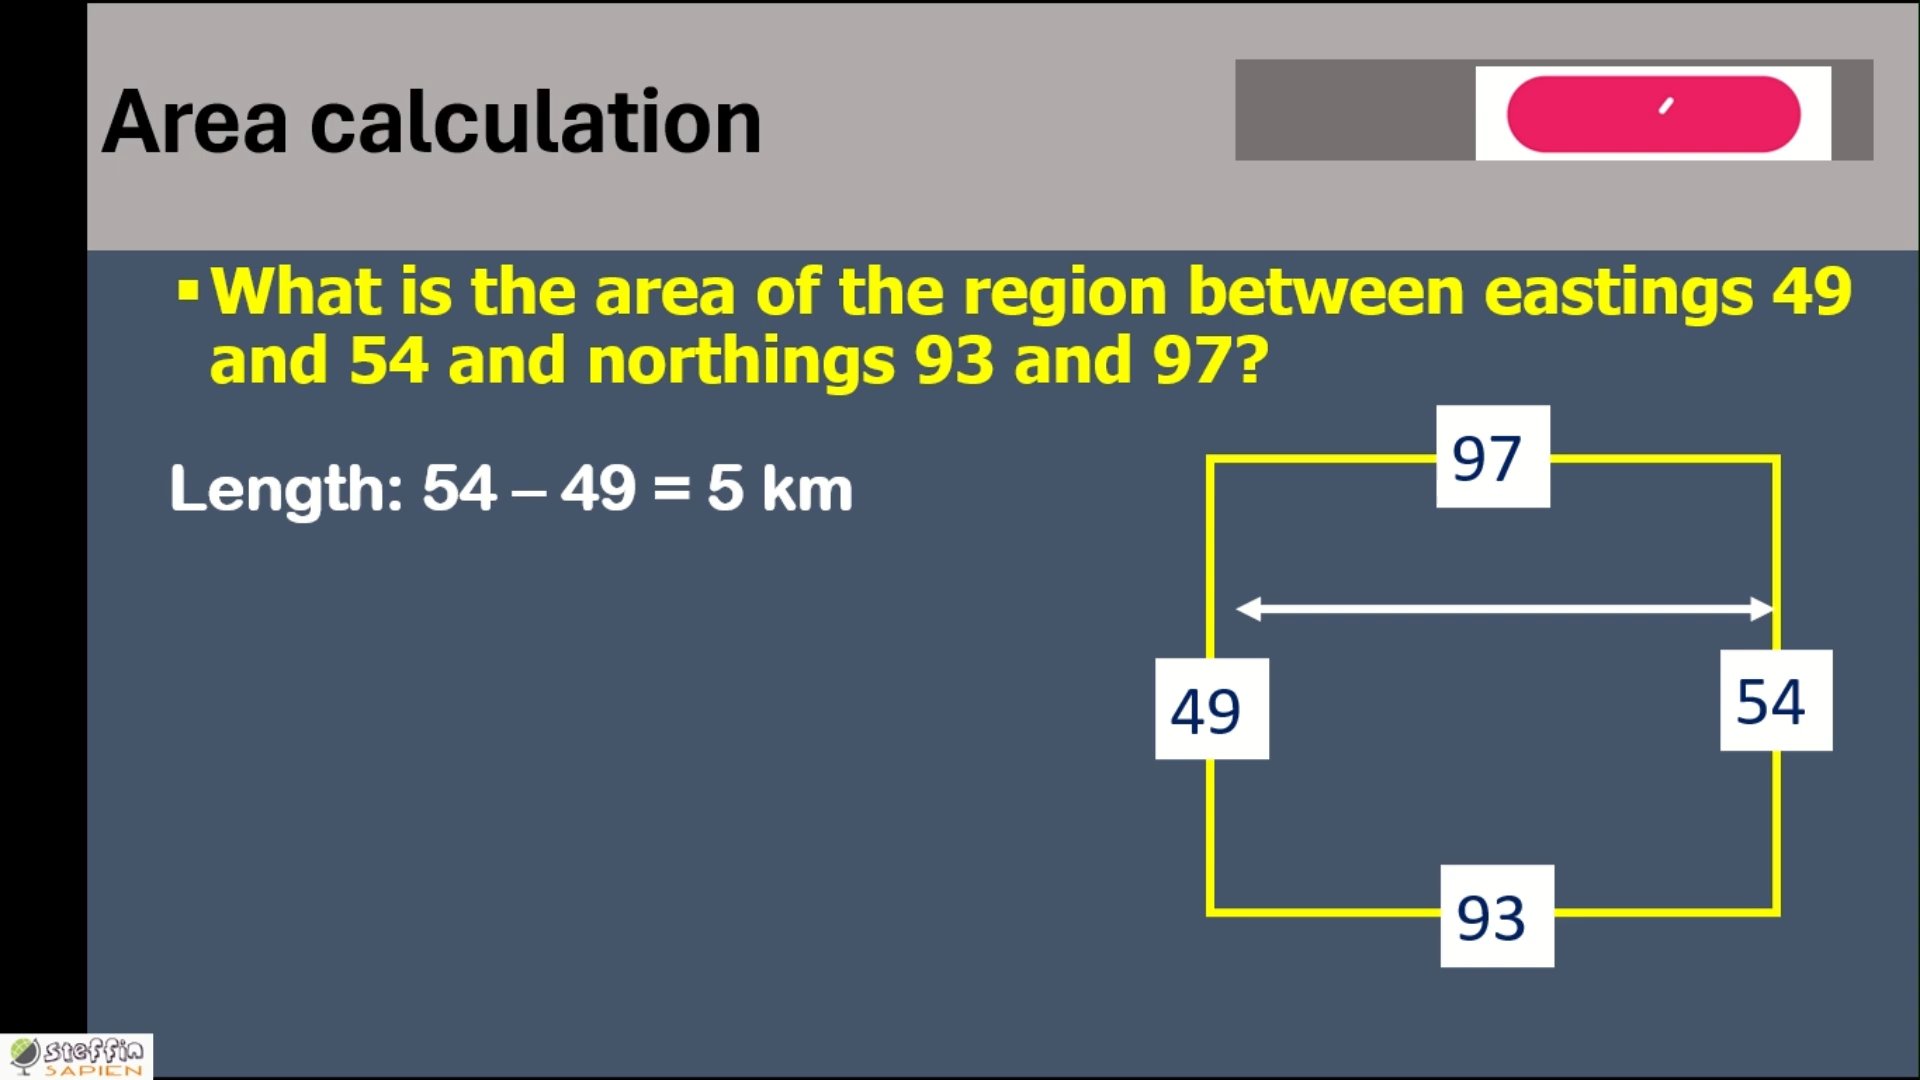 Area calculation
▪What is the area of the region between eastings 49
and 54 and northings 93 and 97?
Length: 54 – 49 = 5 km
97
49
54
93
steffin
SAPIEN